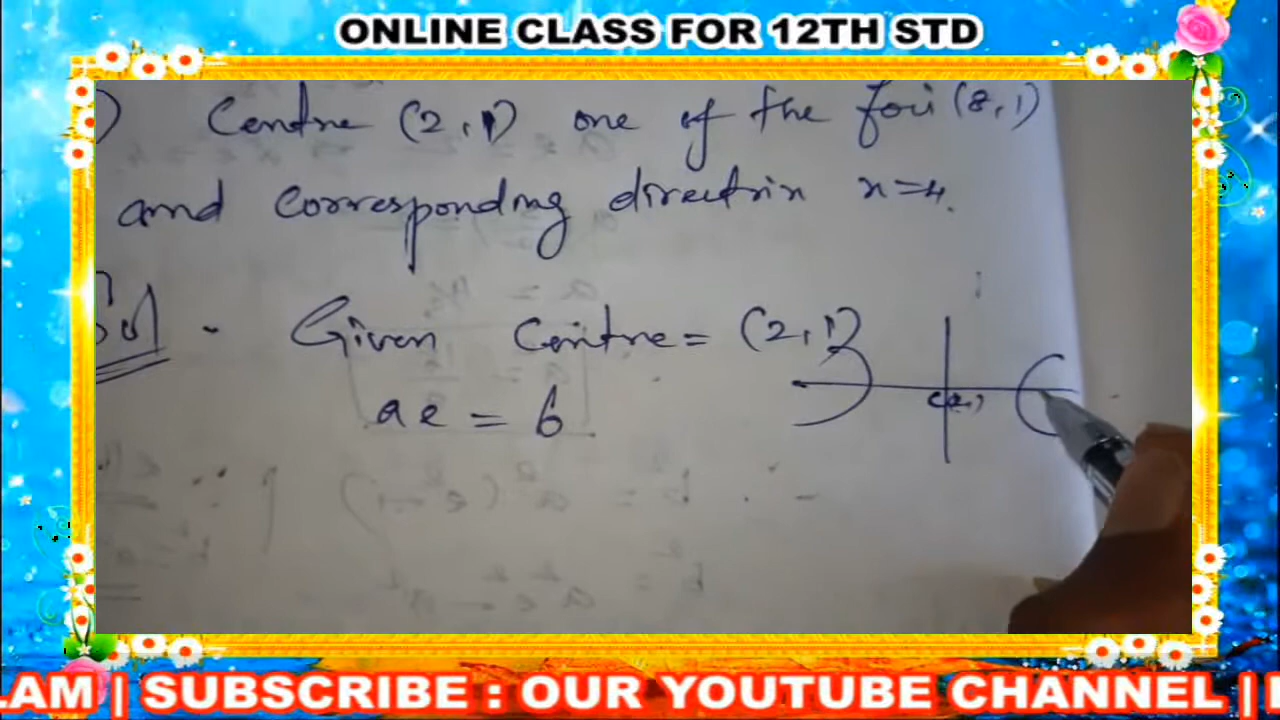 ONLINE CLASS FOR 12TH STD
) Centre (2,1) one of the foci (8,1)
and corresponding directrix x=4.
Sol - Given Centre = (2,1)
ae = 6
LAM | SUBSCRIBE : OUR YOUTUBE CHANNEL |